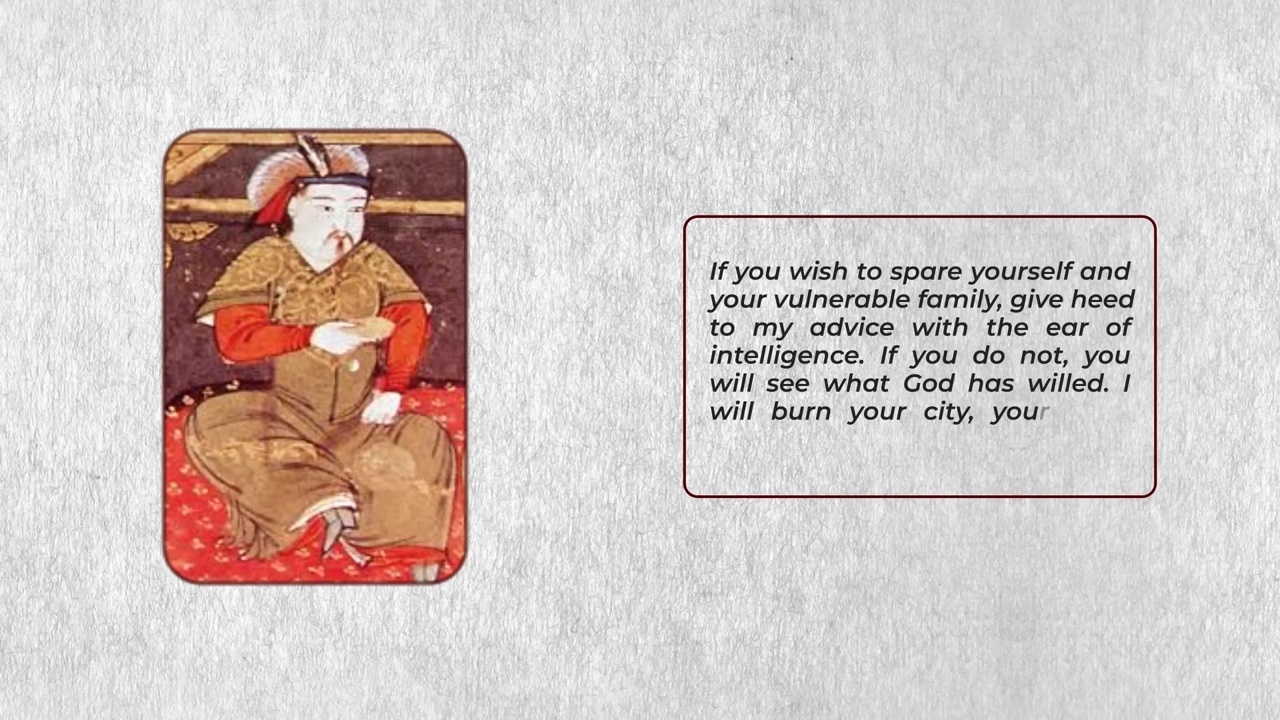 If you wish to spare yourself and
your vulnerable family, give heed
to my advice with the ear of
intelligence. If you do not, you
will see what God has willed. I
will burn your city, your